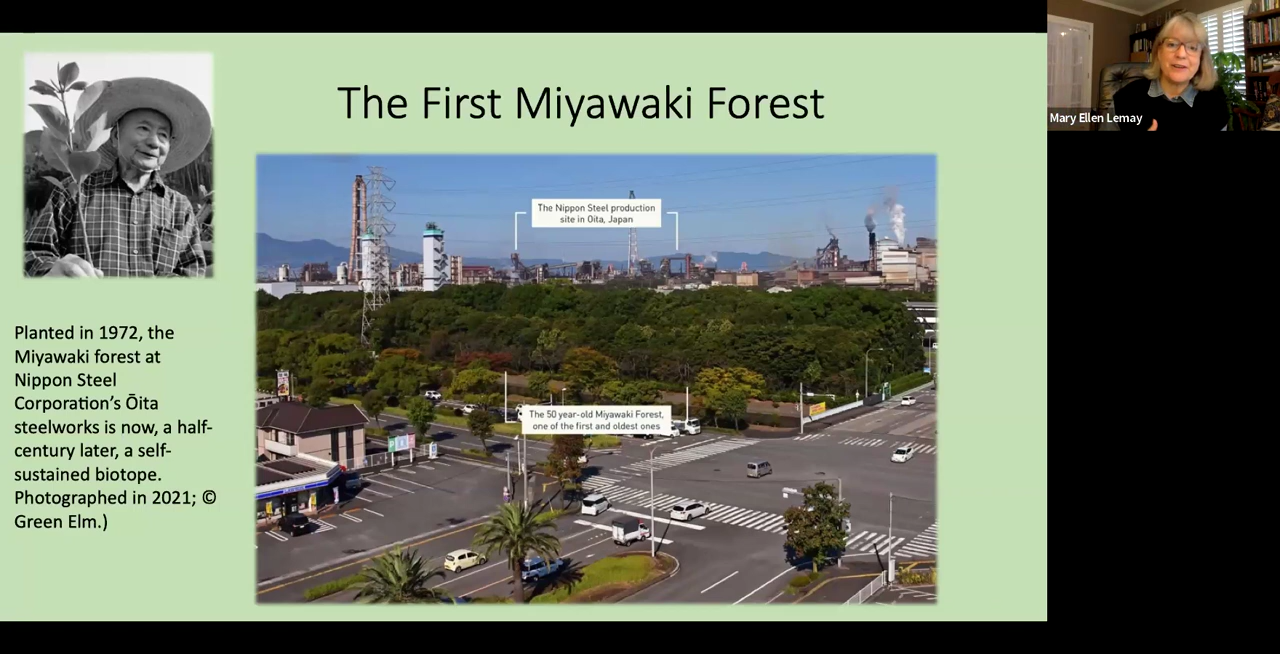 The First Miyawaki Forest
Mary Ellen Lemay
The Nippon Steel production
site in Oita, Japan
The 50 year-old Miyawaki Forest,
one of the first and oldest ones
Planted in 1972, the
Miyawaki forest at
Nippon Steel
Corporation’s Ōita
steelworks is now, a half-
century later, a self-
sustained biotope.
Photographed in 2021; ©
Green Elm.)